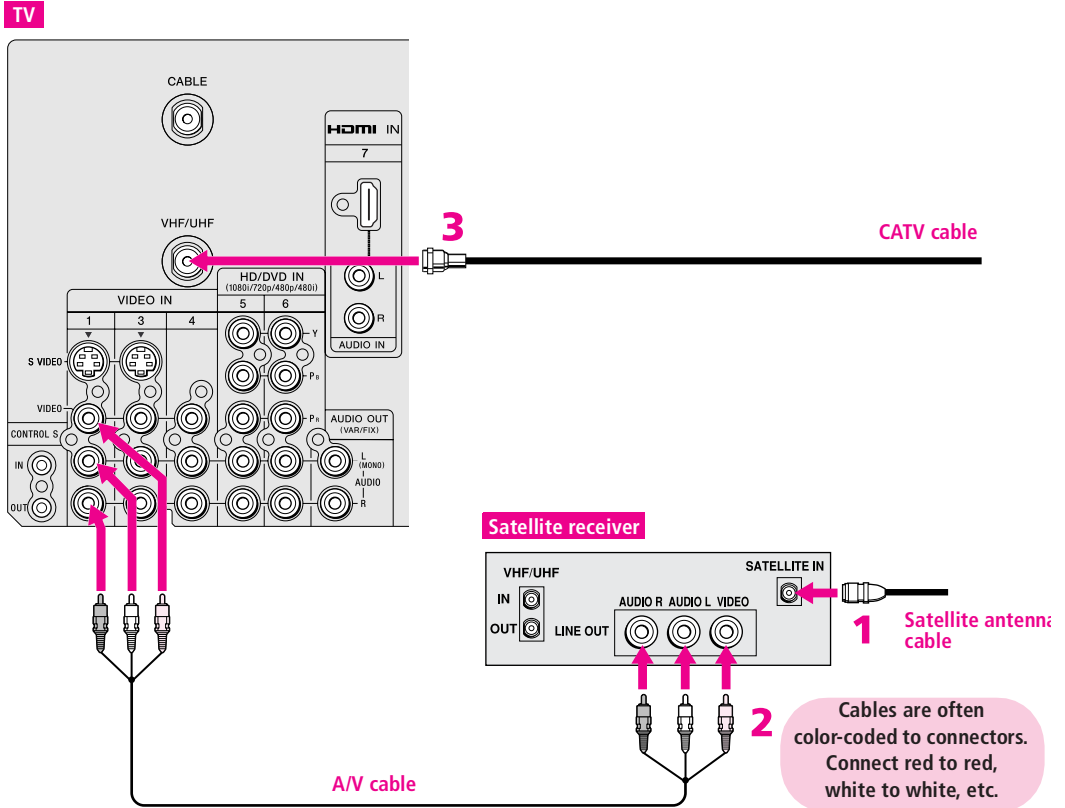 TV
CABLE
HDMI IN
7
VHF/UHF
3
CATV cable
L
R
AUDIO IN
HD/DVD IN
(1080i/720p/480p/480i)
5 6
VIDEO IN
1 3 4
Y
S VIDEO
PB
VIDEO
PR
AUDIO OUT
(VAR/FIX)
CONTROL S
L
(MONO)
IN
AUDIO
OUT
R
Satellite receiver
SATELLITE IN
VHF/UHF
IN
AUDIO R AUDIO L VIDEO
OUT
LINE OUT
1
Satellite antenna
cable
2
Cables are often
color-coded to connectors.
Connect red to red,
white to white, etc.
A/V cable